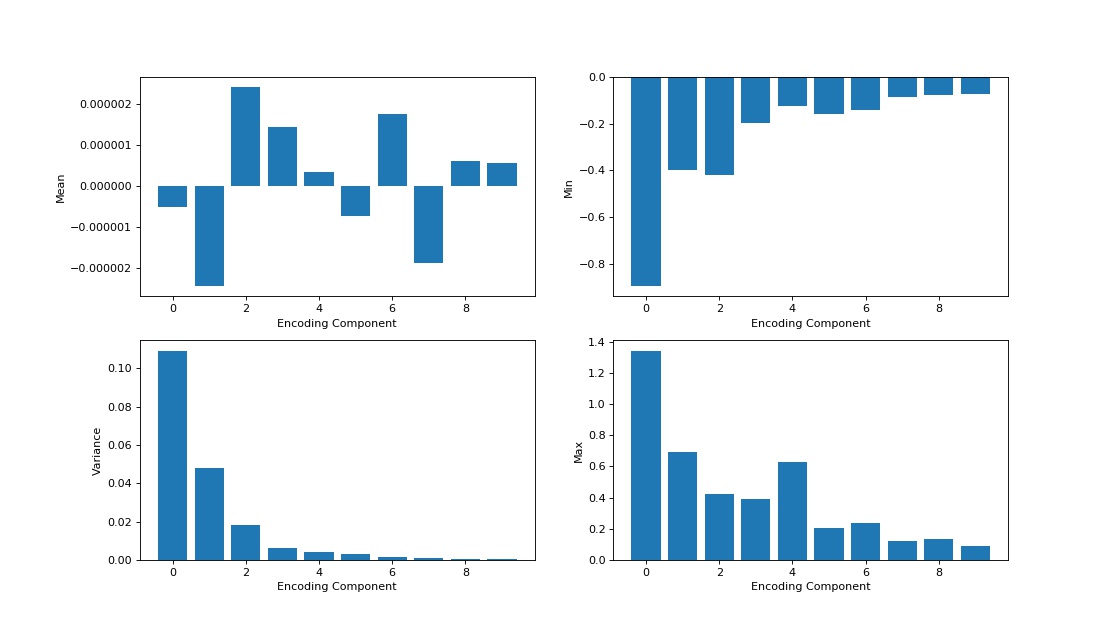 0.000002
0.000001
0.000000
−0.000001
−0.000002
Mean
0 2 4 6 8
Encoding Component
0.0
−0.2
−0.4
−0.6
−0.8
Min
0 2 4 6 8
Encoding Component
0.10
0.08
0.06
0.04
0.02
0.00
Variance
0 2 4 6 8
Encoding Component
1.4
1.2
1.0
0.8
0.6
0.4
0.2
0.0
Max
0 2 4 6 8
Encoding Component